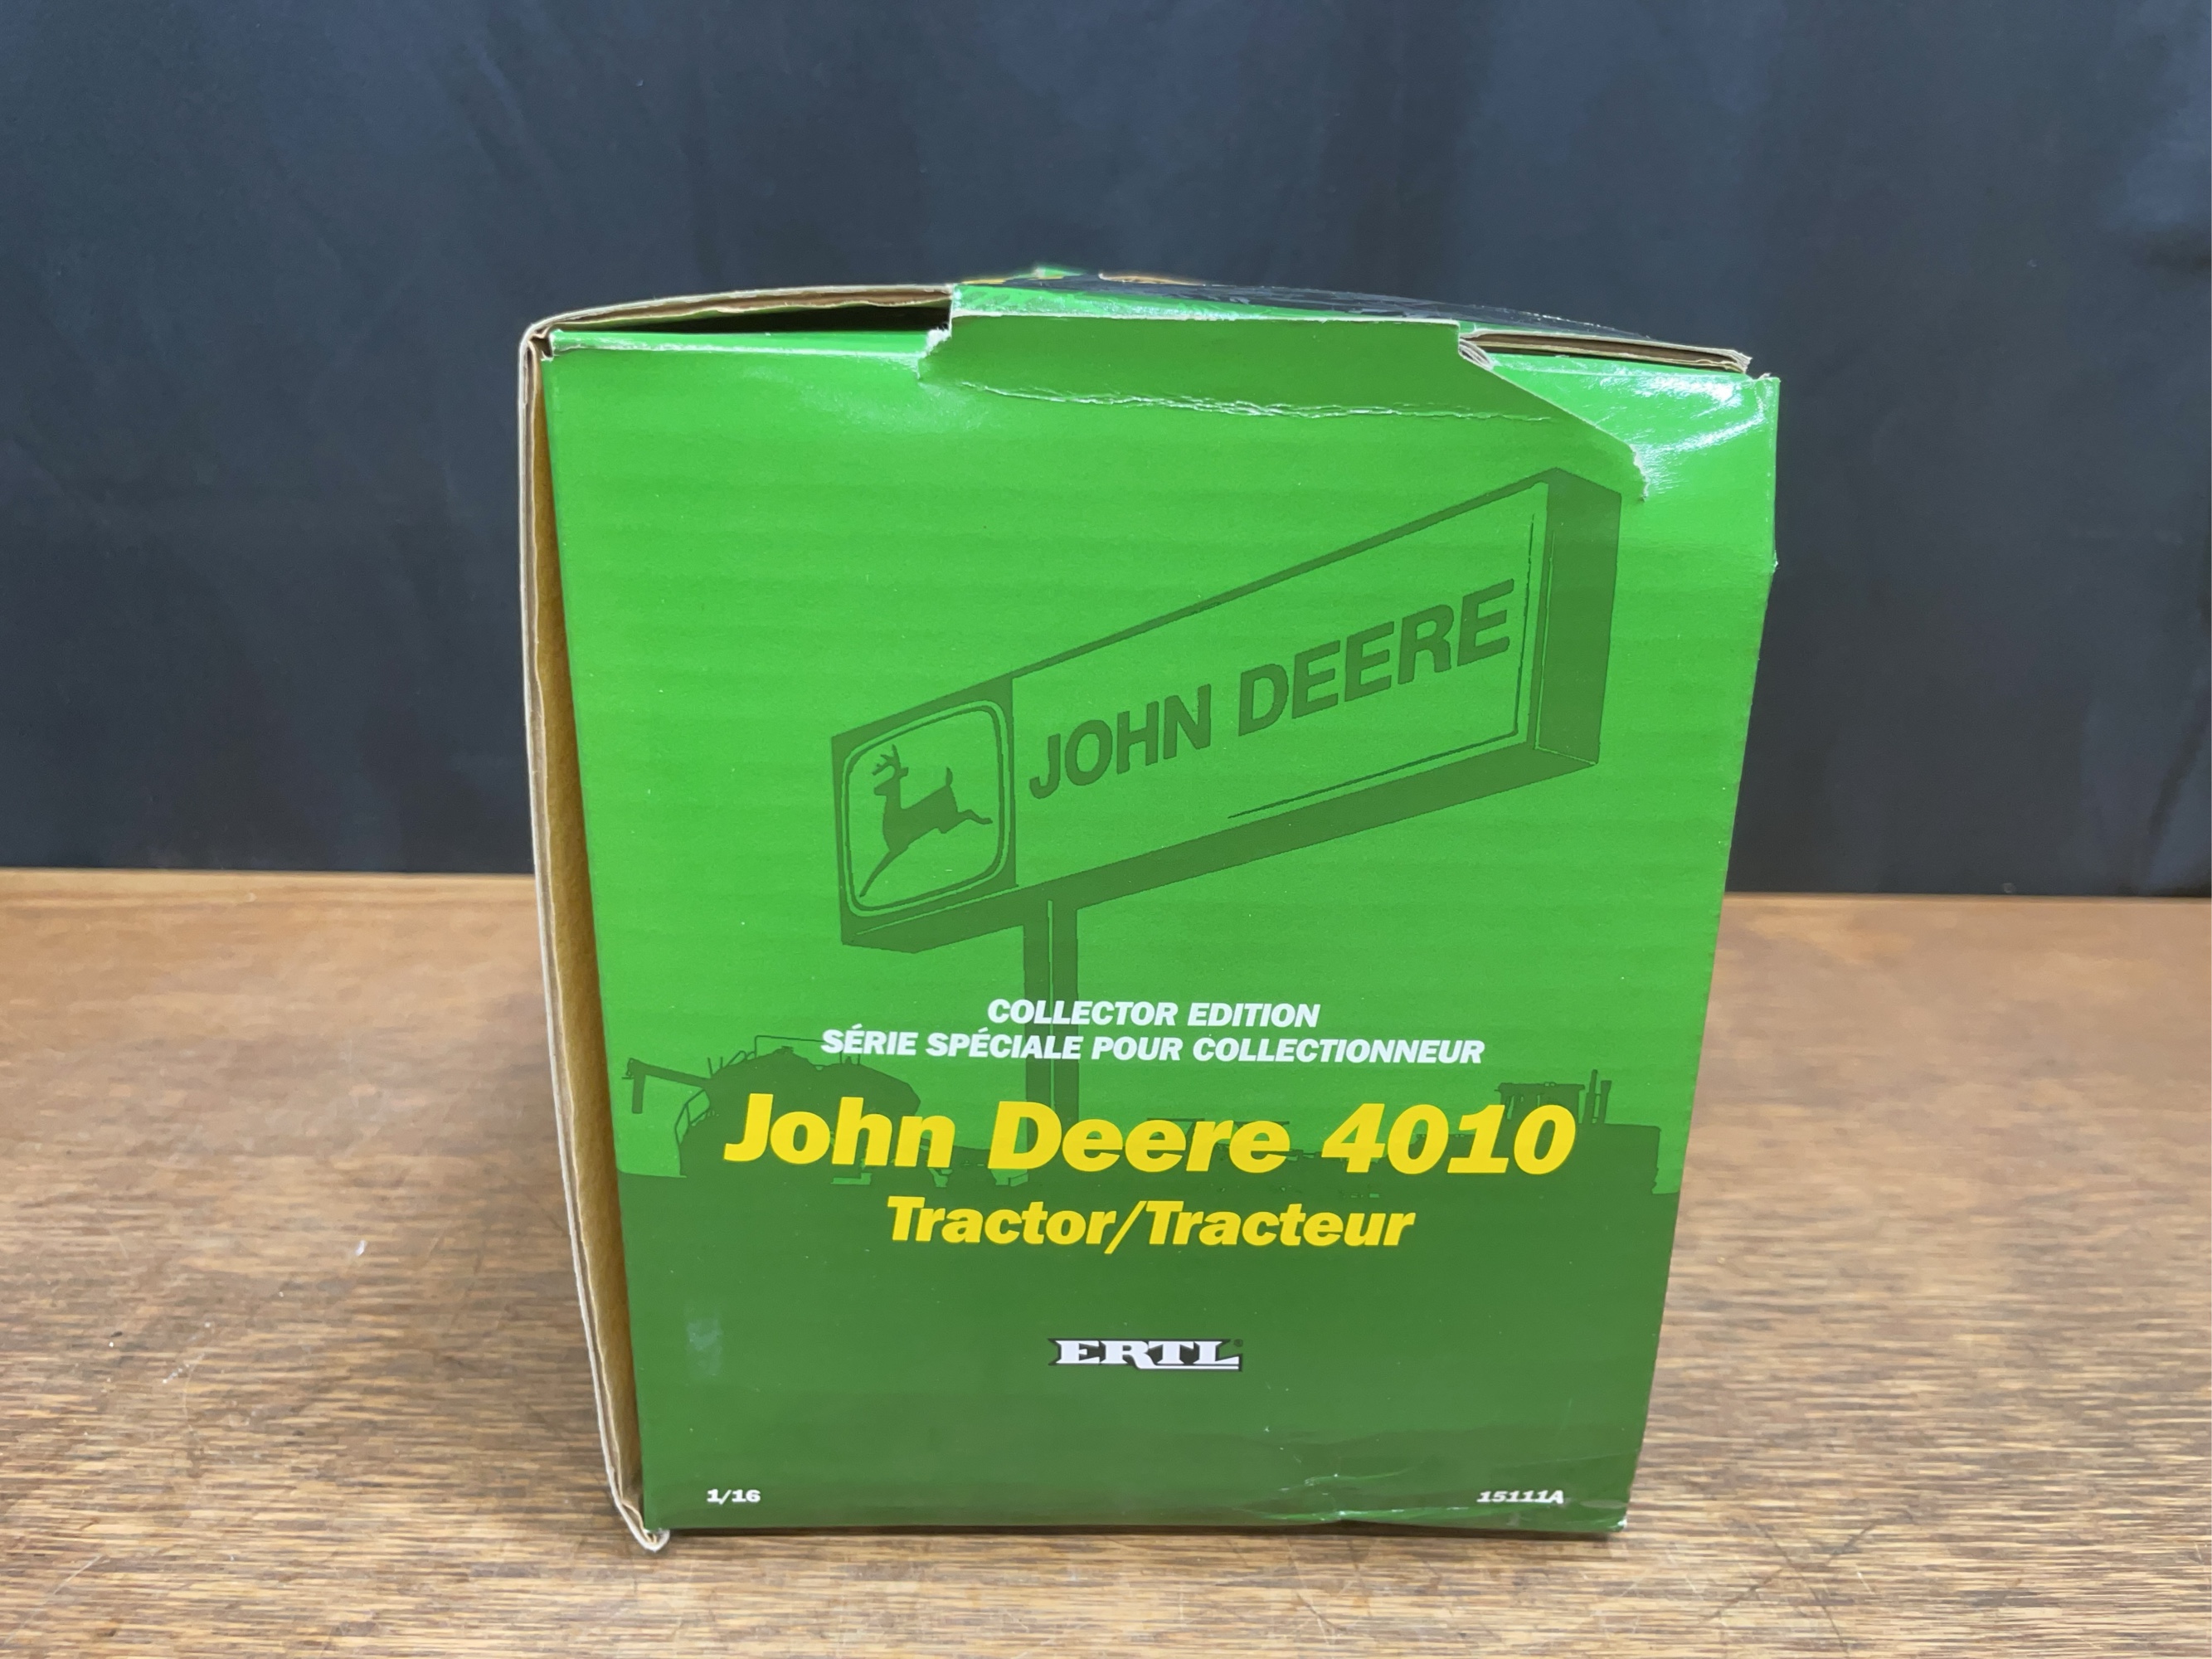 JOHN DEERE
COLLECTOR EDITION
SÉRIE SPÉCIALE POUR COLLECTIONNEUR
John Deere 4010
Tractor/Tracteur
ERTL®
1/16
15111A